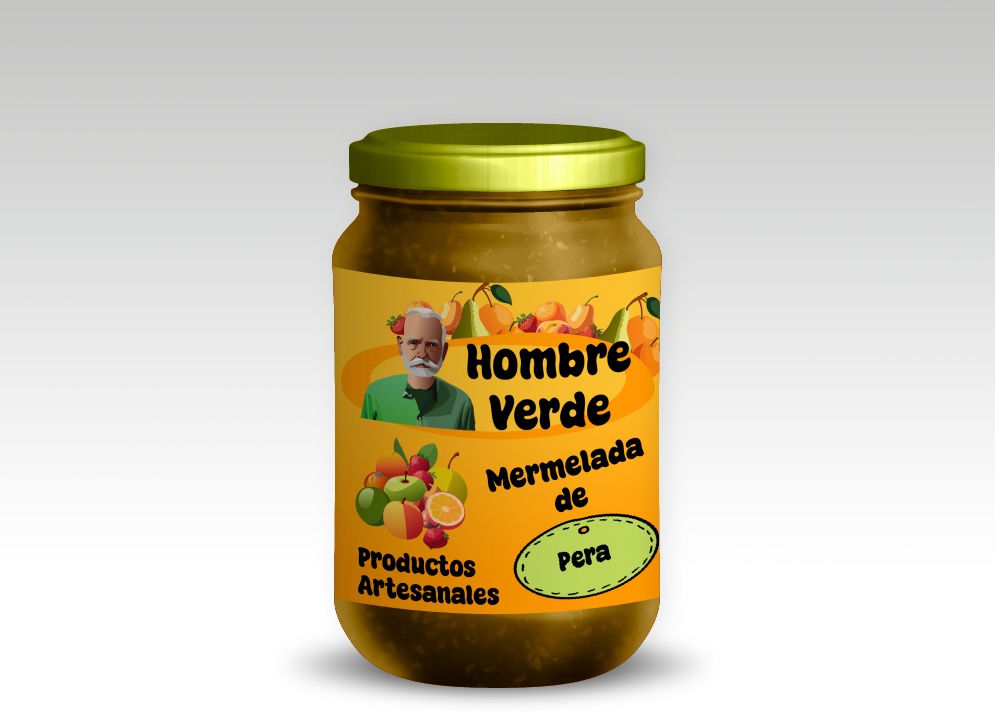 Hombre
Verde
Mermelada
de
Pera
Productos
Artesanales